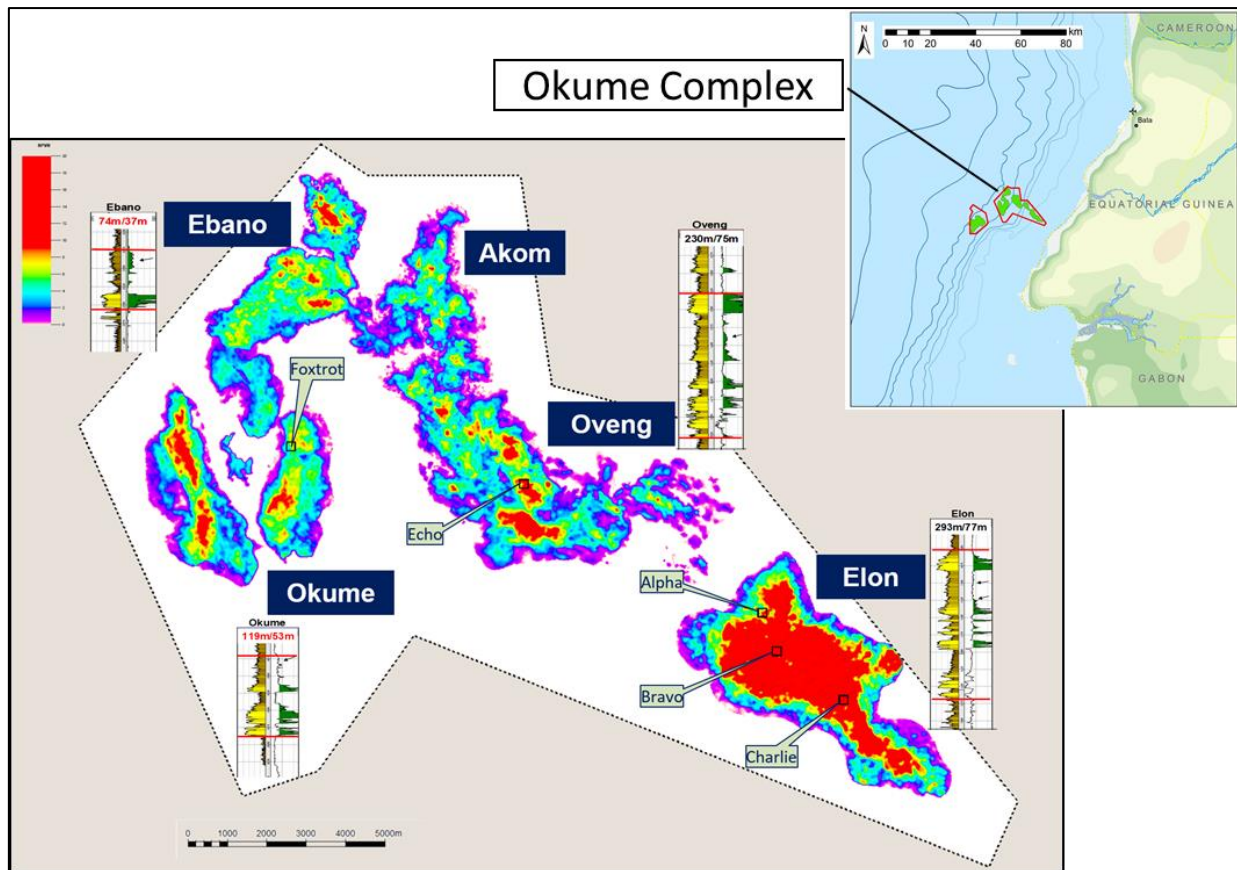 Okume Complex
N
0 10 20 40 60 80
km
CAMEROON
Bata
EQUATORIAL GUINEA
GABON
Ebano
74m/37m
Ebano
Akom
Oveng
230m/75m
Foxtrot
Oveng
Echo
Elon
293m/77m
Alpha
Elon
Okume
Okume
119m/53m
Bravo
Charlie
0 1000 2000 3000 4000 5000m